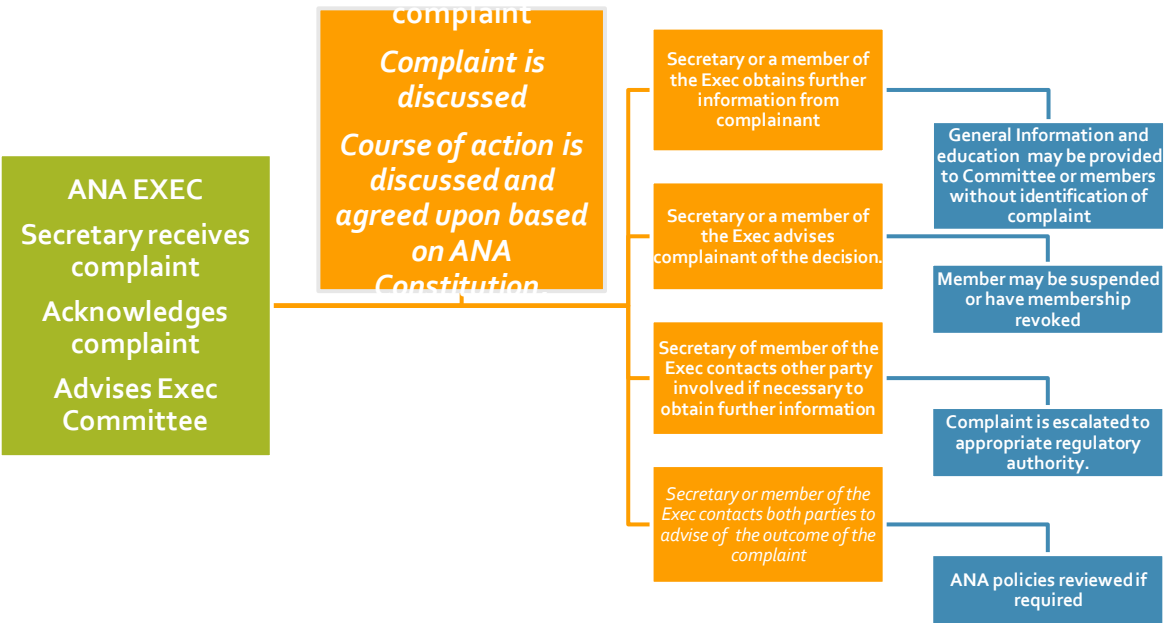 ANA EXEC
Secretary receives
complaint
Acknowledges
complaint
Advises Exec
Committee
complaint
Complaint is
discussed
Course of action is
discussed and
agreed upon based
on ANA
Constitution.
Secretary or a member of
the Exec obtains further
information from
complainant
Secretary or a member of
the Exec advises
complainant of the decision.
Secretary of member of the
Exec contacts other party
involved if necessary to
obtain further information
Secretary or member of the
Exec contacts both parties to
advise of the outcome of the
complaint
General Information and
education may be provided
to Committee or members
without identification of
complaint
Member may be suspended
or have membership
revoked
Complaint is escalated to
appropriate regulatory
authority.
ANA policies reviewed if
required